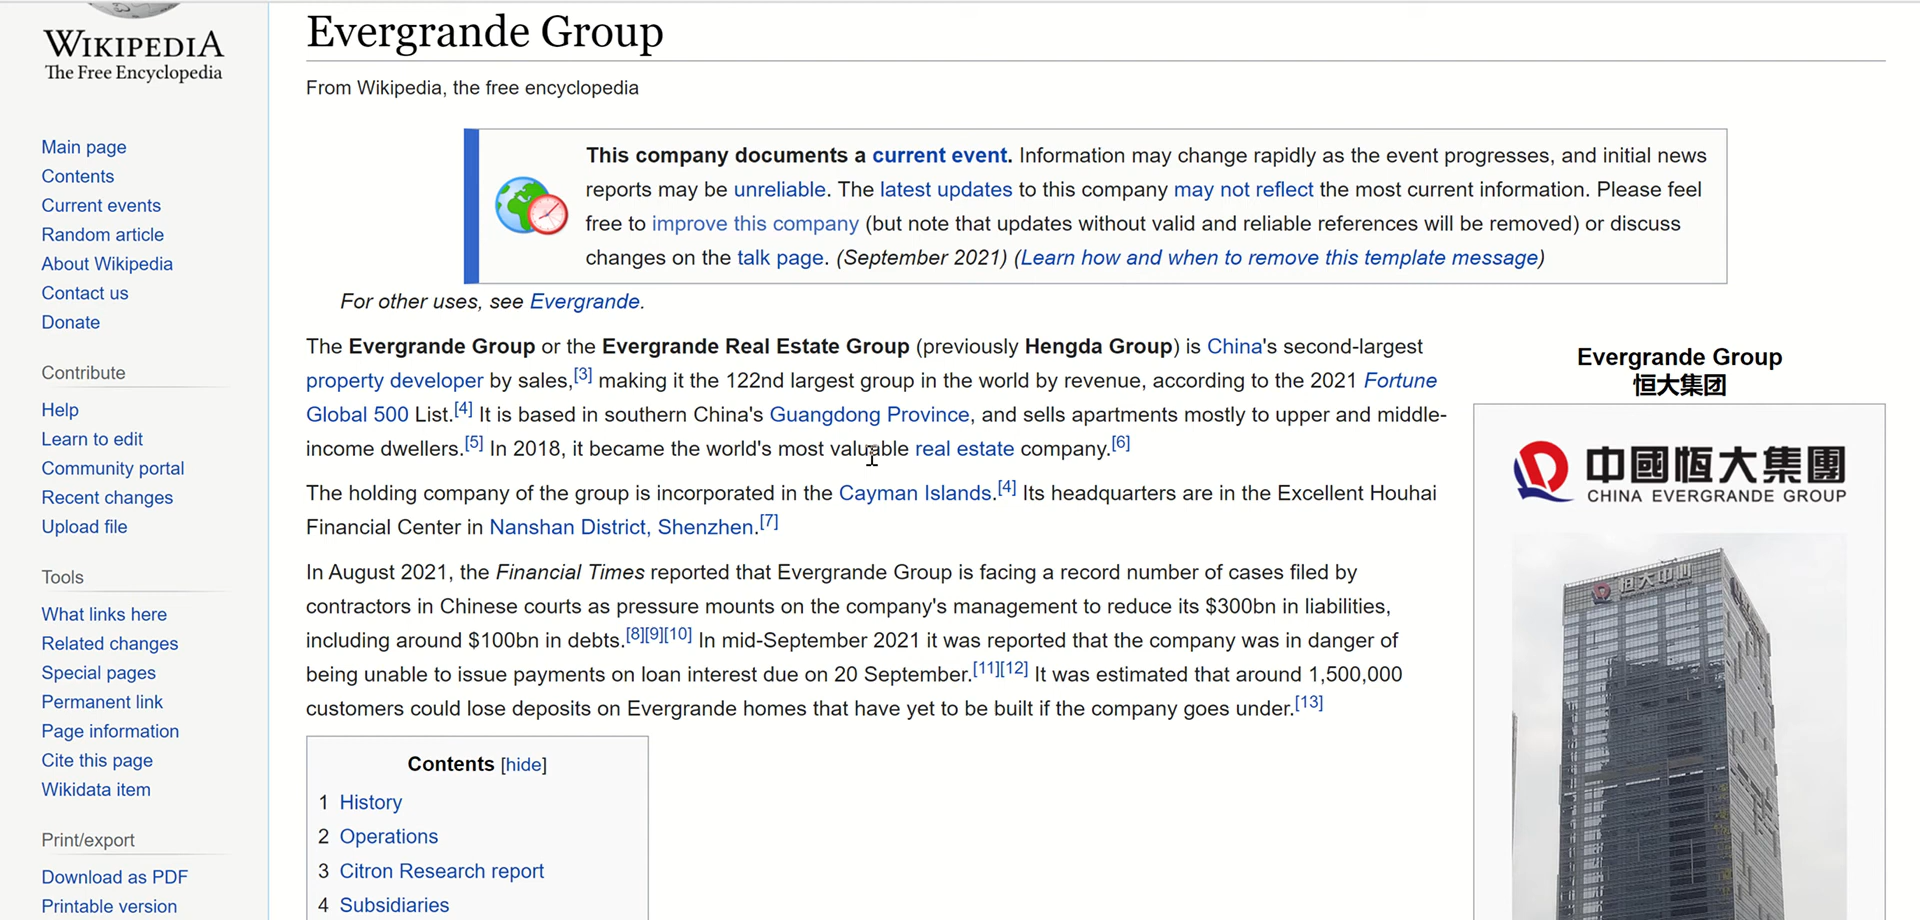 WIKIPEDIA
The Free Encyclopedia
Main page
Contents
Current events
Random article
About Wikipedia
Contact us
Donate
Contribute
Help
Learn to edit
Community portal
Recent changes
Upload file
Tools
What links here
Related changes
Special pages
Permanent link
Page information
Cite this page
Wikidata item
Print/export
Download as PDF
Printable version
Evergrande Group
From Wikipedia, the free encyclopedia
This company documents a current event. Information may change rapidly as the event progresses, and initial news
reports may be unreliable. The latest updates to this company may not reflect the most current information. Please feel
free to improve this company (but note that updates without valid and reliable references will be removed) or discuss
changes on the talk page. (September 2021) (Learn how and when to remove this template message)
For other uses, see Evergrande.
The Evergrande Group or the Evergrande Real Estate Group (previously Hengda Group) is China's second-largest
property developer by sales,[3] making it the 122nd largest group in the world by revenue, according to the 2021 Fortune
Global 500 List.[4] It is based in southern China's Guangdong Province, and sells apartments mostly to upper and middle-
income dwellers.[5] In 2018, it became the world's most valuable real estate company.[6]
The holding company of the group is incorporated in the Cayman Islands.[4] Its headquarters are in the Excellent Houhai
Financial Center in Nanshan District, Shenzhen.[7]
In August 2021, the Financial Times reported that Evergrande Group is facing a record number of cases filed by
contractors in Chinese courts as pressure mounts on the company's management to reduce its $300bn in liabilities,
including around $100bn in debts.[8][9][10] In mid-September 2021 it was reported that the company was in danger of
being unable to issue payments on loan interest due on 20 September.[11][12] It was estimated that around 1,500,000
customers could lose deposits on Evergrande homes that have yet to be built if the company goes under.[13]
Contents [hide]
1 History
2 Operations
3 Citron Research report
4 Subsidiaries
Evergrande Group
恒大集团
中國恆大集團
CHINA EVERGRANDE GROUP
恒大中心